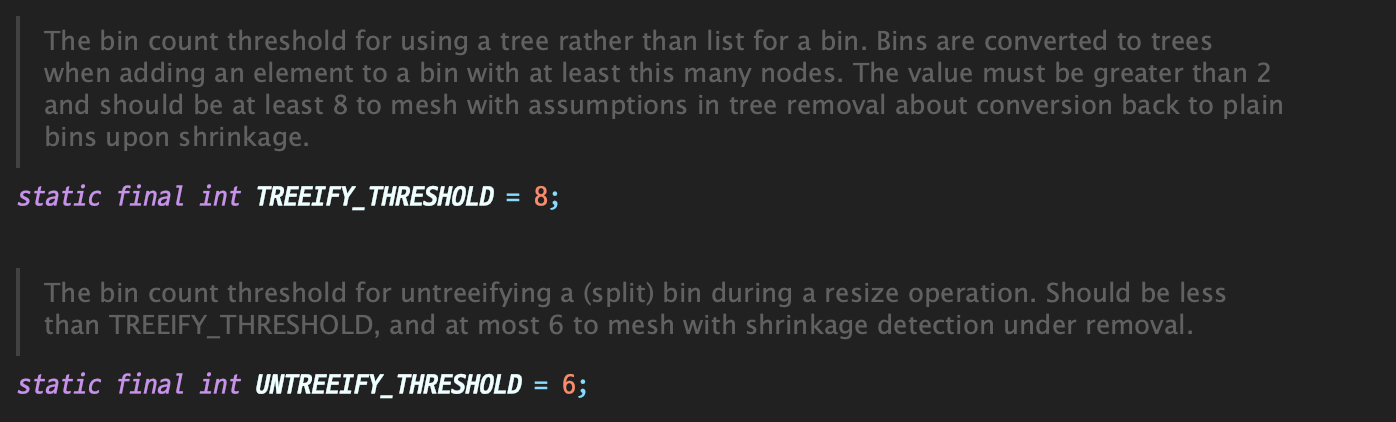 The bin count threshold for using a tree rather than list for a bin. Bins are converted to trees
when adding an element to a bin with at least this many nodes. The value must be greater than 2
and should be at least 8 to mesh with assumptions in tree removal about conversion back to plain
bins upon shrinkage.
static final int TREEIFY_THRESHOLD = 8;
The bin count threshold for untreeifying a (split) bin during a resize operation. Should be less
than TREEIFY_THRESHOLD, and at most 6 to mesh with shrinkage detection under removal.
static final int UNTREEIFY_THRESHOLD = 6;